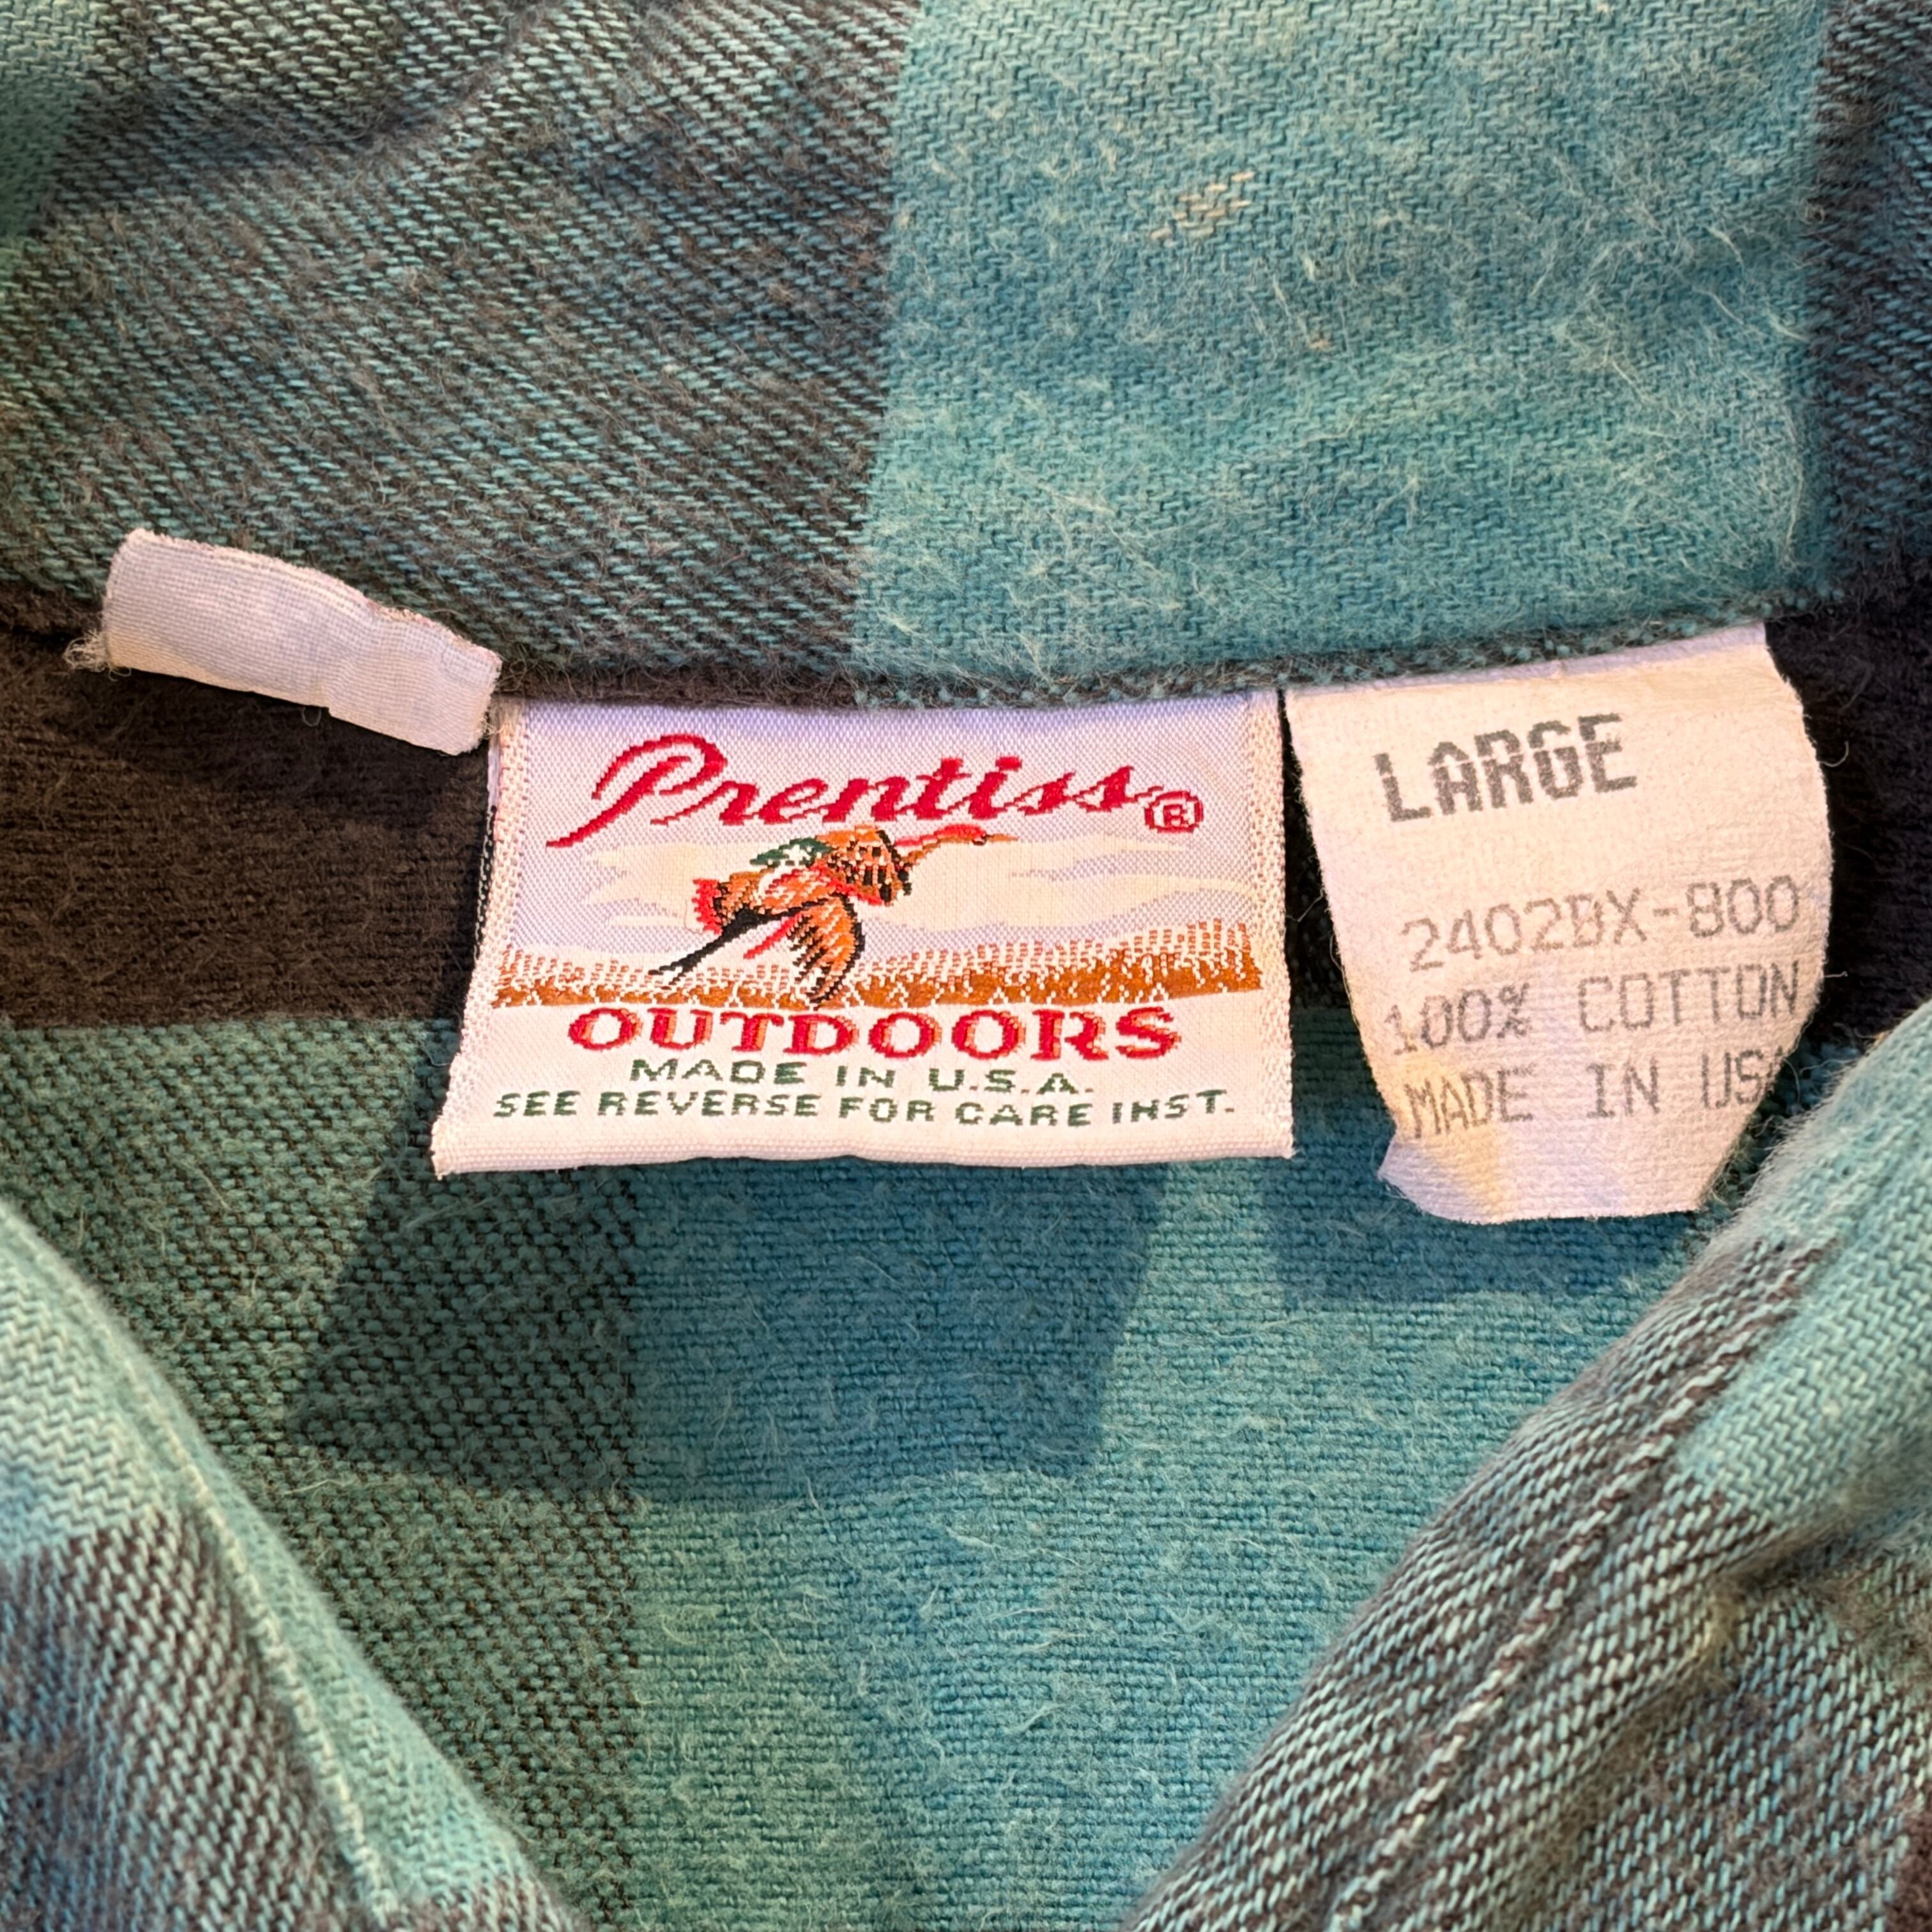 Prentiss®
OUTDOORS
MADE IN U.S.A.
SEE REVERSE FOR CARE INST.
LARGE
2402BX-800
100% COTTON
MADE IN USA